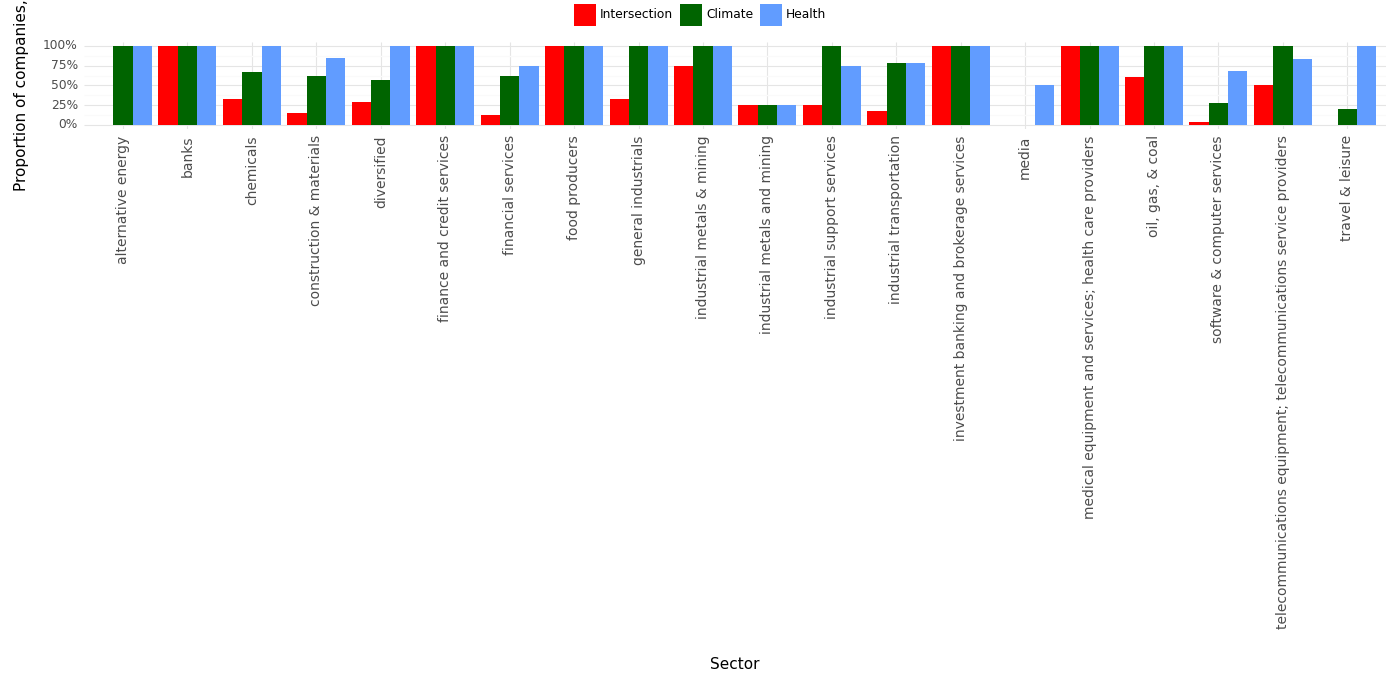 Intersection Climate Health
Proportion of companies,
100%
75%
50%
25%
0%
alternative energy
banks
chemicals
construction & materials
diversified
finance and credit services
financial services
food producers
general industrials
industrial metals & mining
industrial metals and mining
industrial support services
industrial transportation
investment banking and brokerage services
media
medical equipment and services; health care providers
oil, gas, & coal
software & computer services
telecommunications equipment; telecommmunications service providers
travel & leisure
Sector